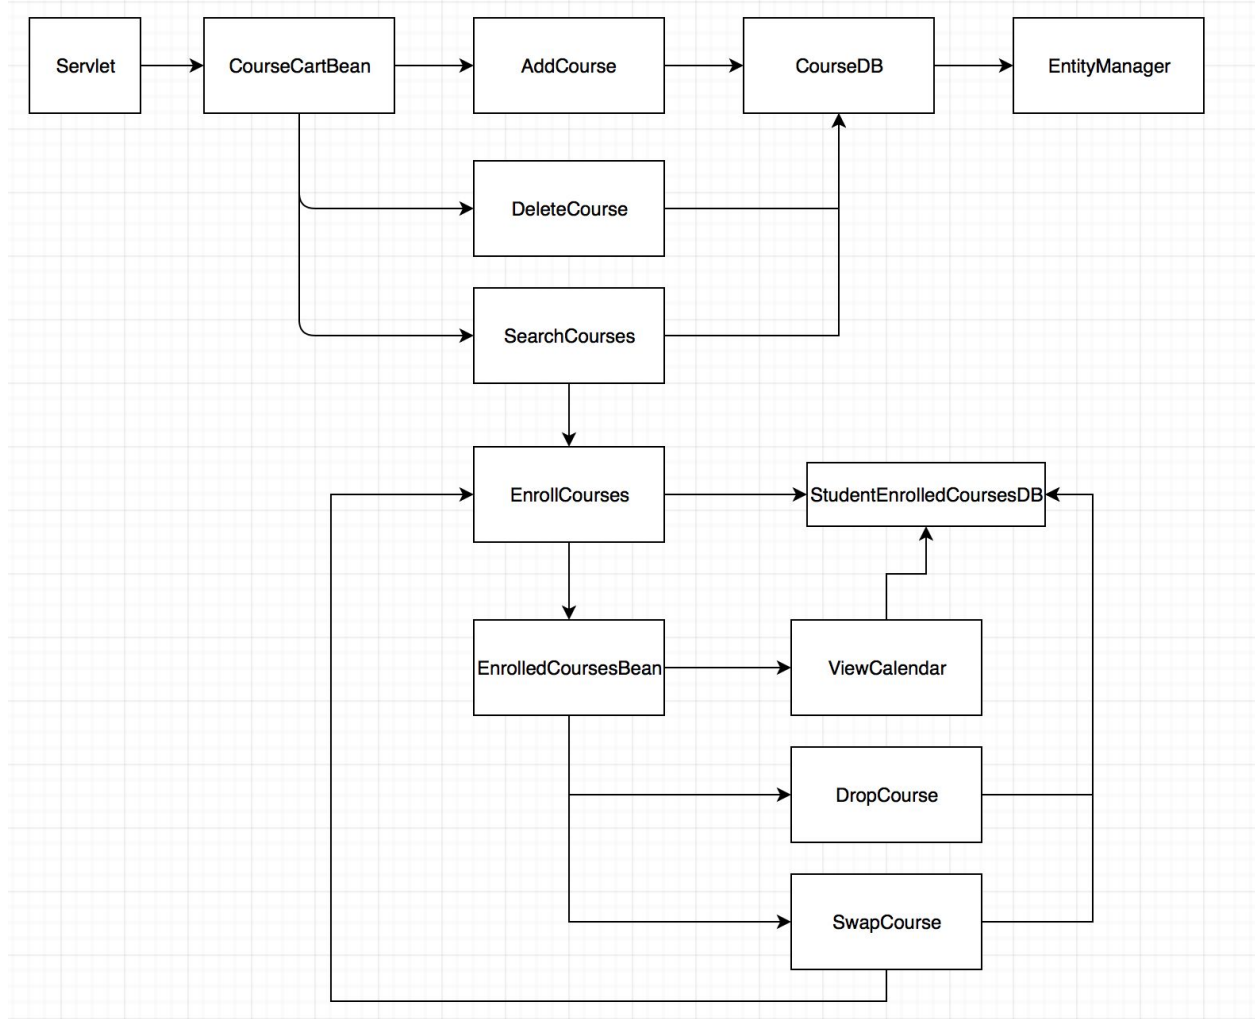 Servlet
CourseCartBean
AddCourse
CourseDB
EntityManager
DeleteCourse
SearchCourses
EnrollCourses
StudentEnrolledCoursesDB
EnrolledCoursesBean
ViewCalendar
DropCourse
SwapCourse